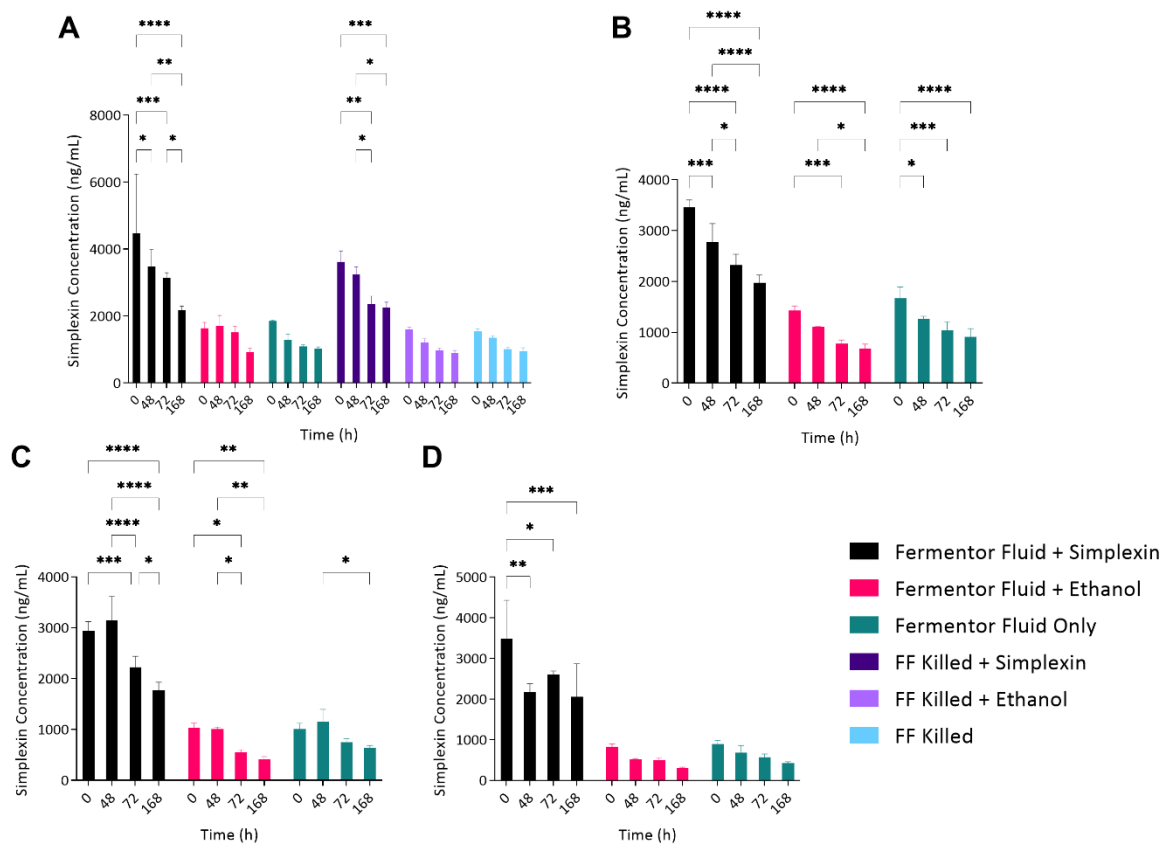 A
**** ***
** *
*** **
* * *
Simplexin Concentration (ng/mL)
8000
6000
4000
2000
0
0 48 72 168 0 48 72 168 0 48 72 168 0 48 72 168 0 48 72 168 0 48 72 168
Time (h)
B
****
****
**** **** ****
* * ***
*** *** *
Simplexin Concentration (ng/mL)
4000
3000
2000
1000
0
0 48 72 168 0 48 72 168 0 48 72 168
Time (h)
C
**** **
**** **
**** *
*** * * *
Simplexin Concentration (ng/mL)
4000
3000
2000
1000
0
0 48 72 168 0 48 72 168 0 48 72 168
Time (h)
D
***
*
**
Simplexin Concentration (ng/mL)
5000
4000
3000
2000
1000
0
0 48 72 168 0 48 72 168 0 48 72 168
Time (h)
Fermentor Fluid + Simplexin
Fermentor Fluid + Ethanol
Fermentor Fluid Only
FF Killed + Simplexin
FF Killed + Ethanol
FF Killed